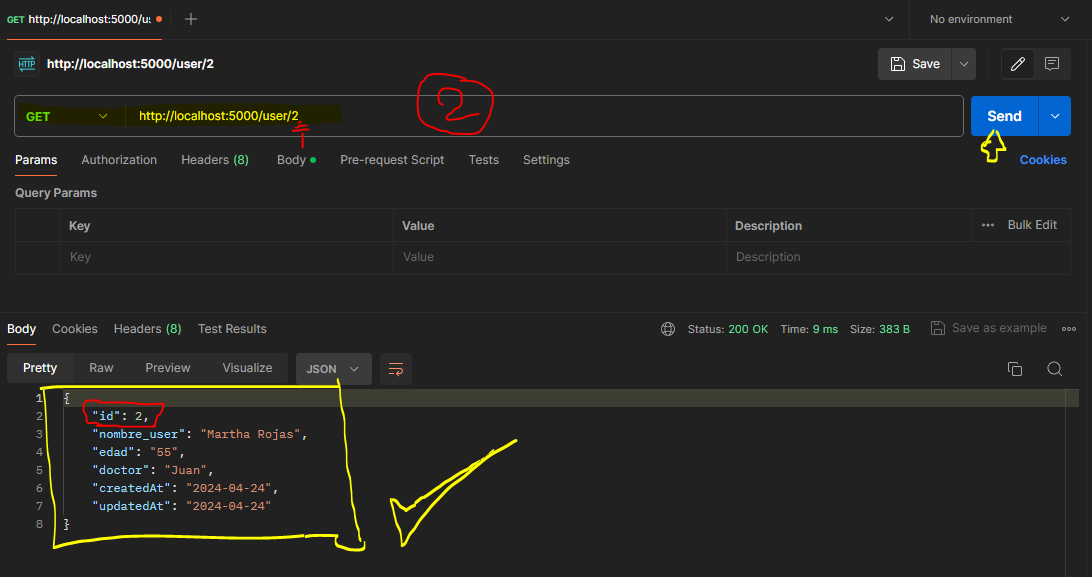 GET http://localhost:5000/us
No environment
HTTP http://localhost:5000/user/2
Save
GET http://localhost:5000/user/2
2
Send
Params Authorization Headers (8) Body Pre-request Script Tests Settings Cookies
Query Params
Key Value Description Bulk Edit
Key Value Description
Body Cookies Headers (8) Test Results Status: 200 OK Time: 9 ms Size: 383 B Save as example
Pretty Raw Preview Visualize JSON
1 {
2 "id": 2,
3 "nombre_user": "Martha Rojas",
4 "edad": "55",
5 "doctor": "Juan",
6 "createdAt": "2024-04-24",
7 "updatedAt": "2024-04-24"
8 }